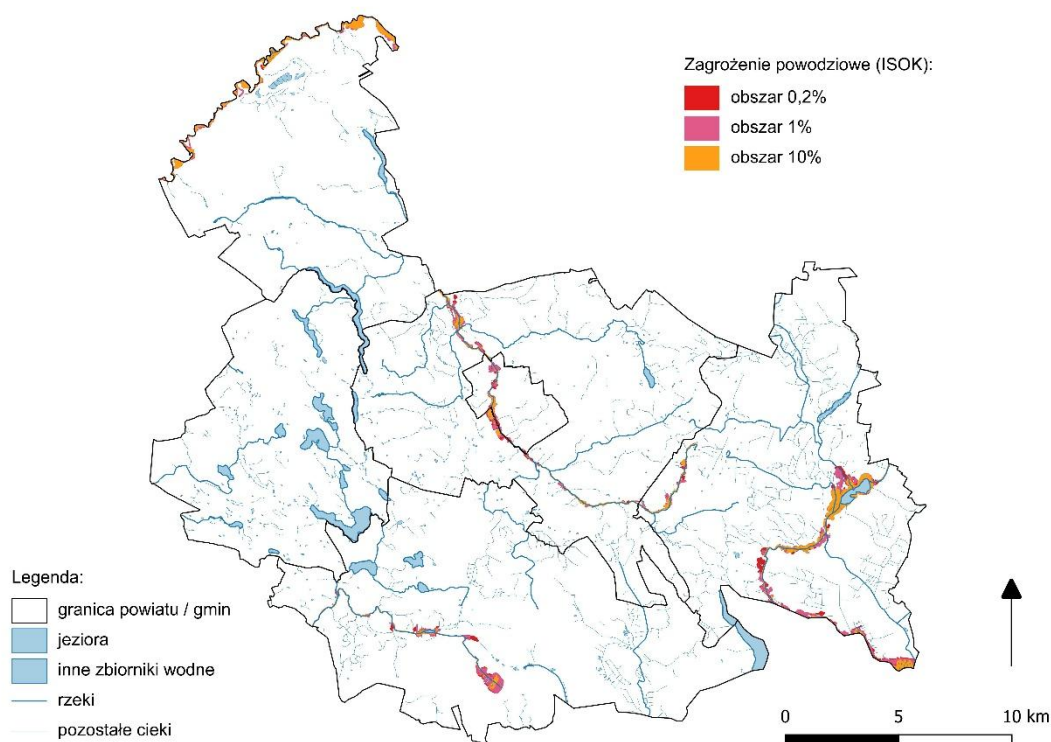 Zagrożenie powodziowe (ISOK):
obszar 0,2%
obszar 1%
obszar 10%
Legenda:
granica powiatu / gmin
jeziora
inne zbiorniki wodne
rzeki
pozostałe cieki
0 5 10 km